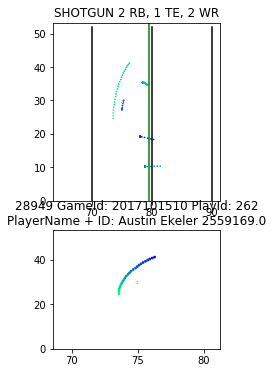 SHOTGUN 2 RB, 1 TE, 2 WR
50
40
30
20
10
0
70 80 90
28949 GameId: 2017101510 PlayId: 262
PlayerName + ID: Austin Ekeler 2559169.0
40
20
0
70 75 80